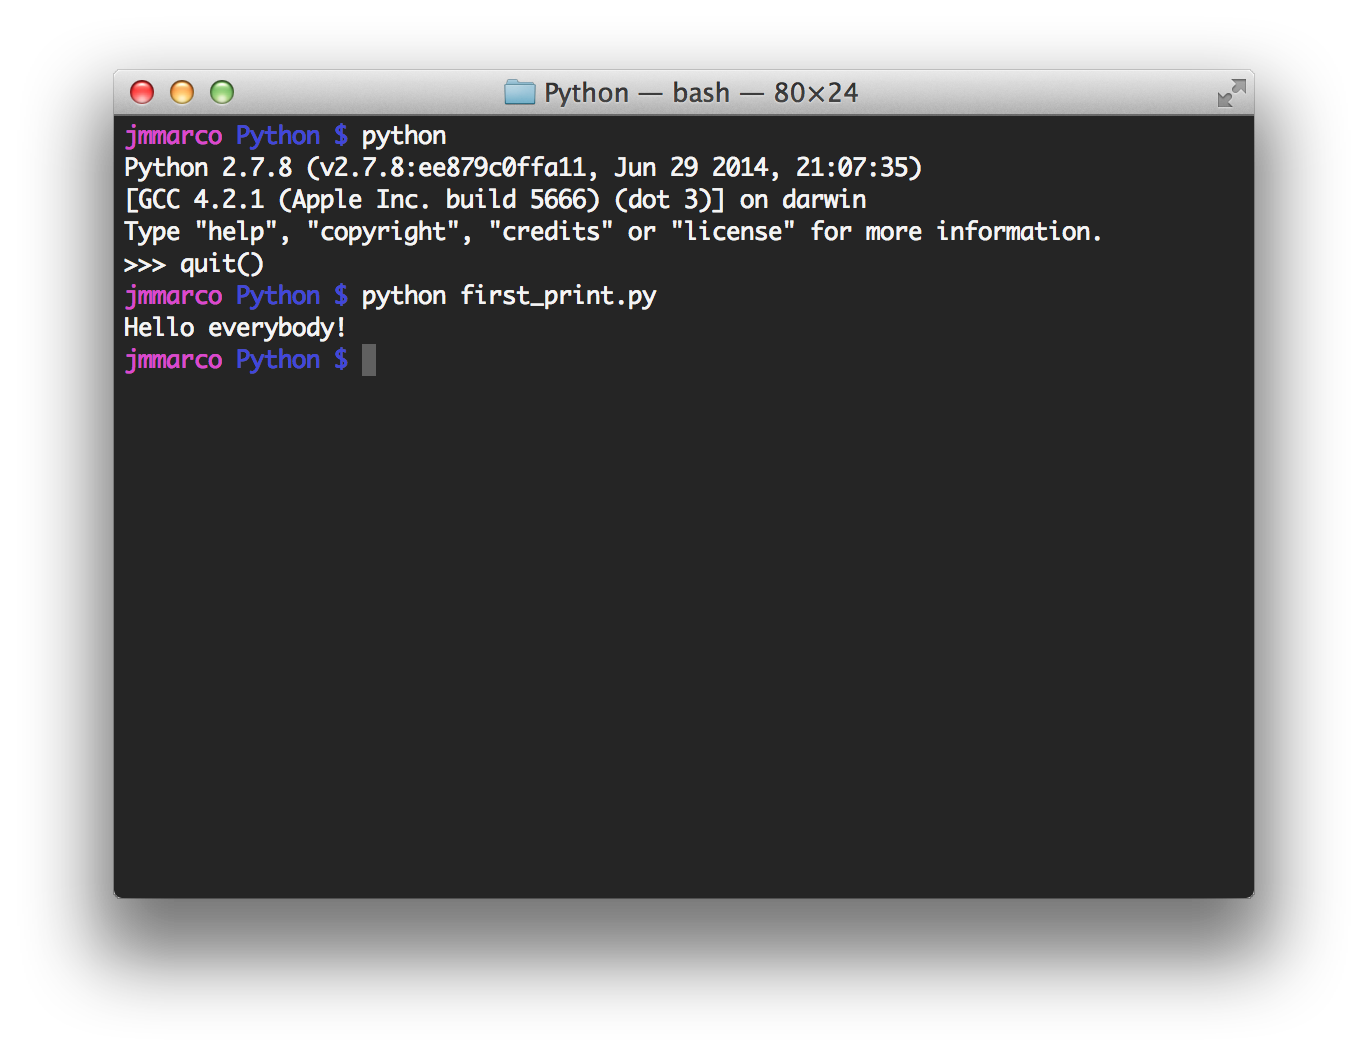 Python — bash — 80×24
jmmarco Python $ python
Python 2.7.8 (v2.7.8:ee879c0ffa11, Jun 29 2014, 21:07:35)
[GCC 4.2.1 (Apple Inc. build 5666) (dot 3)] on darwin
Type "help", "copyright", "credits" or "license" for more information.
>>> quit()
jmmarco Python $ python first_print.py
Hello everybody!
jmmarco Python $